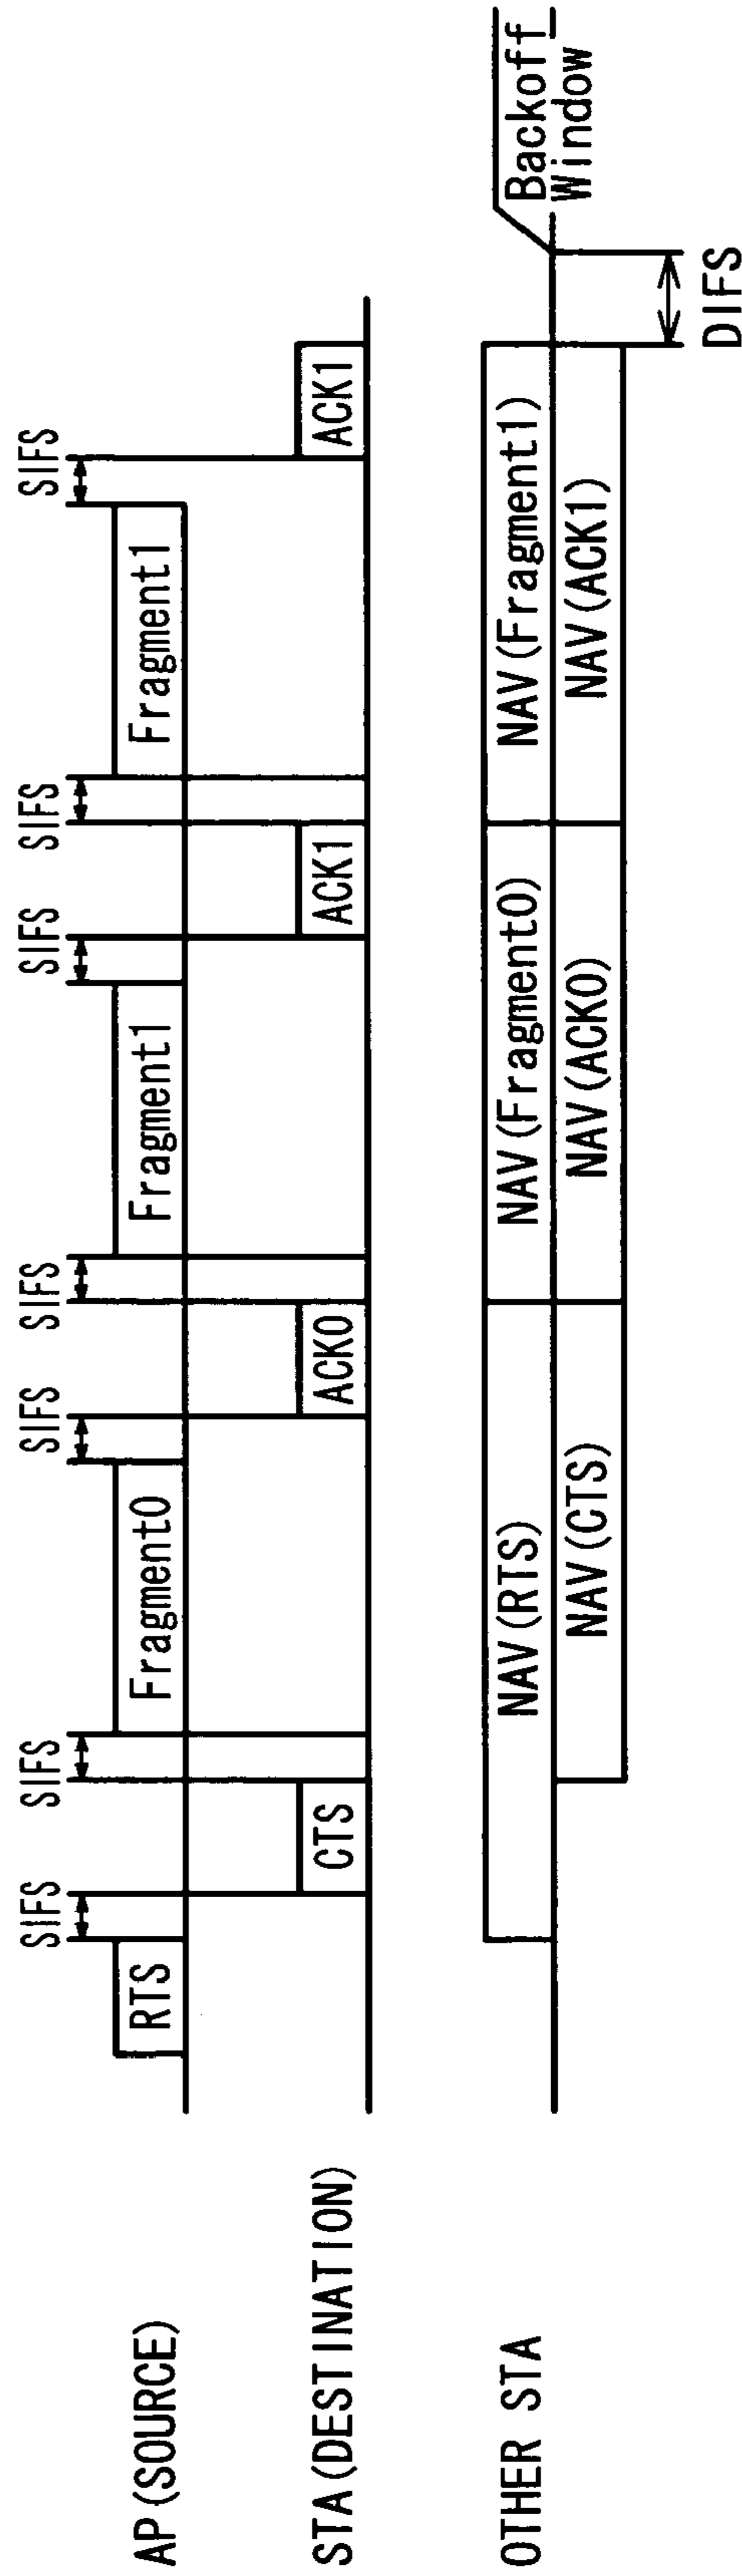 SIFS
SIFS
SIFS
SIFS
SIFS
SIFS
SIFS
AP(SOURCE)
RTS
Fragment0
Fragment1
Fragment1
STA(DESTINATION)
CTS
ACK0
ACK1
ACK1
OTHER STA
NAV(RTS)
NAV(Fragment0)
NAV(Fragment1)
Backoff
Window
NAV(CTS)
NAV(ACK0)
NAV(ACK1)
DIFS